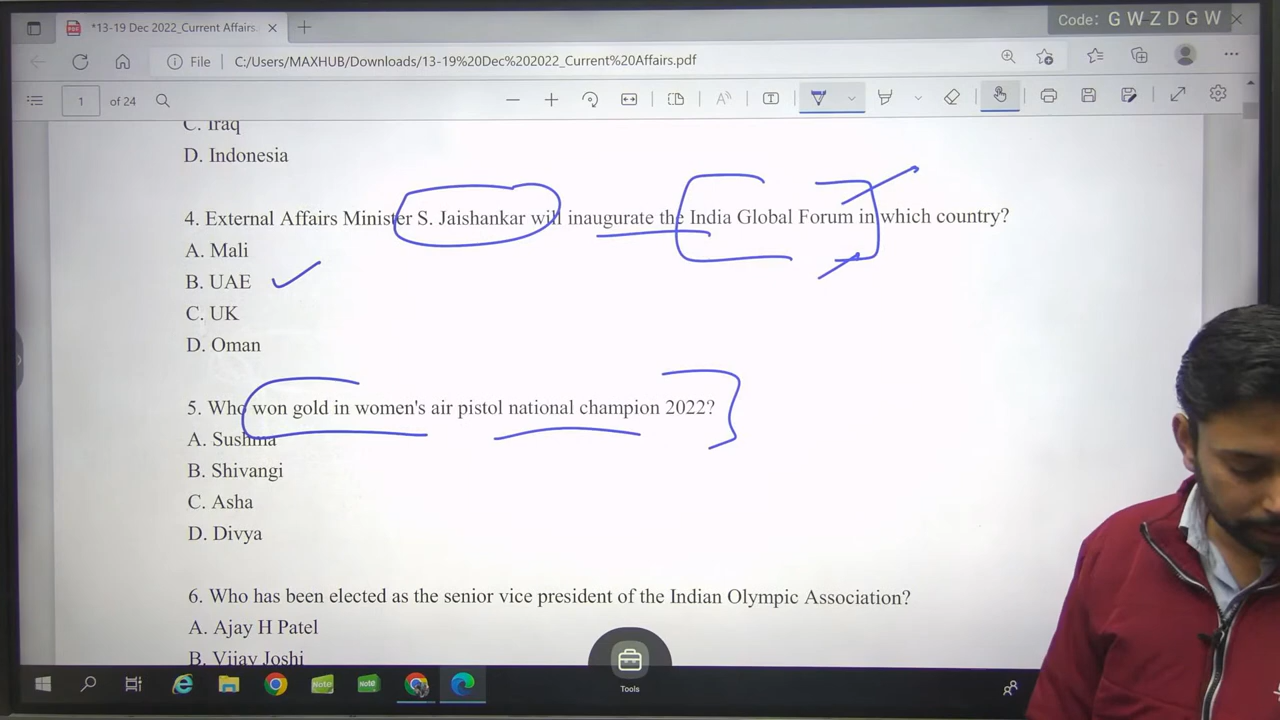 *13-19 Dec 2022_Current Affairs.
Code: G W Z D G W
File
C:/Users/MAXHUB/Downloads/13-19%20Dec%202022_Current%20Affairs.pdf
1 of 24
C. Iraq
D. Indonesia
4. External Affairs Minister S. Jaishankar will inaugurate the India Global Forum in which country?
A. Mali
B. UAE
C. UK
D. Oman
5. Who won gold in women's air pistol national champion 2022?
A. Sushma
B. Shivangi
C. Asha
D. Divya
6. Who has been elected as the senior vice president of the Indian Olympic Association?
A. Ajay H Patel
B. Vijay Joshi
Tools
Note!
Note!